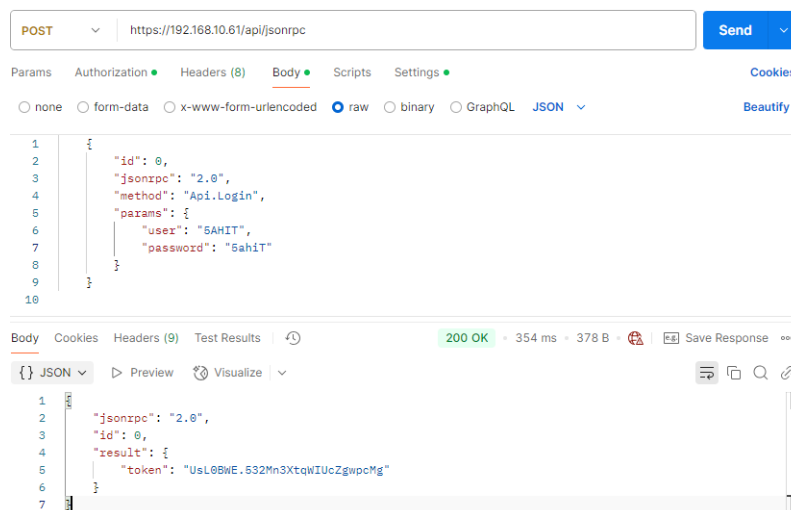 POST https://192.168.10.61/api/jsonrpc Send
Params Authorization Headers (8) Body Scripts Settings Cookies
none form-data x-www-form-urlencoded raw binary GraphQL JSON Beautify
1 {
2 "id": 0,
3 "jsonrpc": "2.0",
4 "method": "Api.Login",
5 "params": {
6 "user": "5AHIT",
7 "password": "5ahiT"
8 }
9 }
10
Body Cookies Headers (9) Test Results 200 OK 354 ms 378 B e.g. Save Response
{} JSON Preview Visualize
1 {
2 "jsonrpc": "2.0",
3 "id": 0,
4 "result": {
5 "token": "UsL0BWE.532Mn3XtqWIUcZgwpcMg"
6 }
7 }